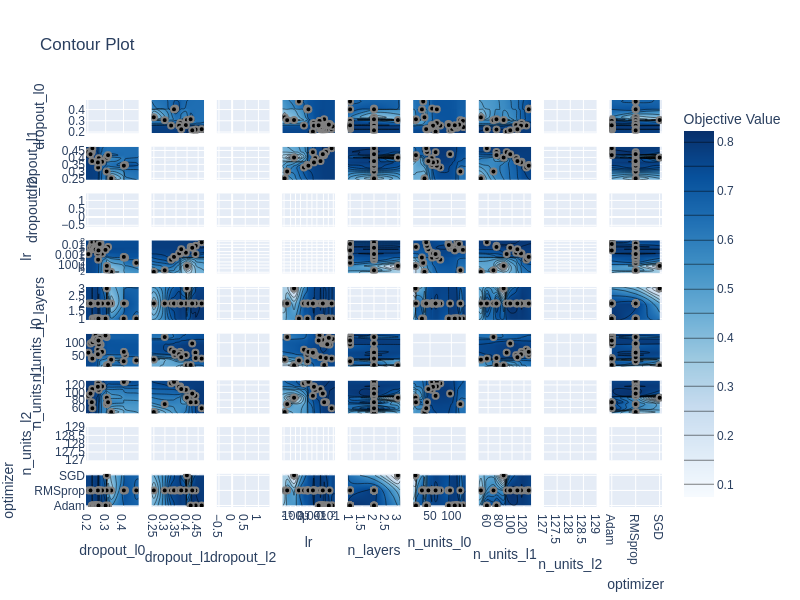 Contour Plot
Objective Value
0.8
0.7
0.6
0.5
0.4
0.3
0.2
0.1
dropout_l0
0.4
0.3
0.2
dropout_l1
0.45
0.4
0.35
0.3
0.25
dropout_l2
1
0.5
0
−0.5
lr
0.01
0.001
n_layers
3
2.5
2
1.5
1
n_units_l0
100
50
n_units_l1
120
100
80
60
n_units_l2
129
128.5
128
127.5
127
optimizer
SGD
RMSprop
Adam
0.2
0.3
0.4
dropout_l0
0.25
0.3
0.35
0.4
0.45
dropout_l1
−0.5
0
0.5
1
dropout_l2
lr
1
2
3
n_layers
50
100
n_units_l0
60
80
100
120
n_units_l1
127
127.5
128
128.5
129
n_units_l2
Adam
RMSprop
SGD
optimizer